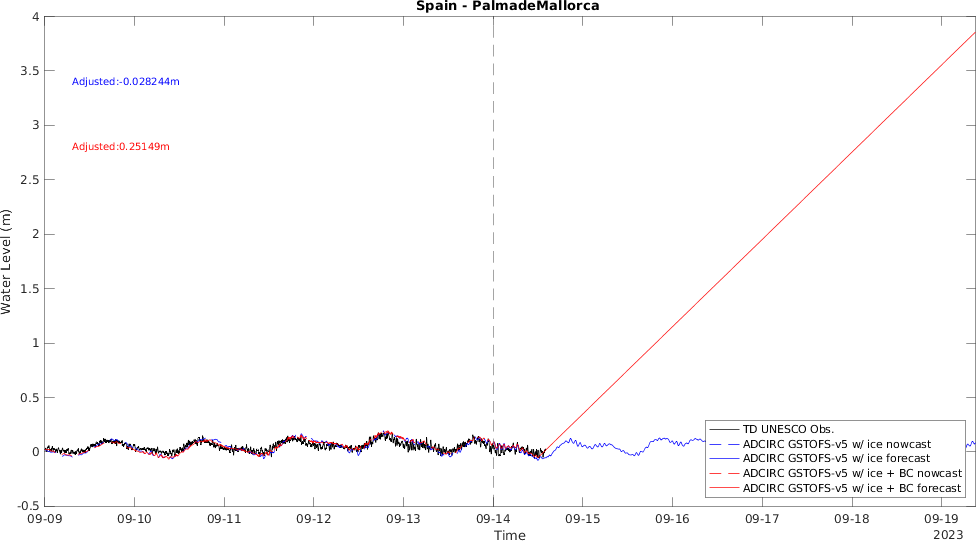 Spain - PalmadeMallorca
4
3.5
3
2.5
2
1.5
1
0.5
0
-0.5
Water Level (m)
Adjusted:-0.028244m
Adjusted:0.25149m
TD UNESCO Obs.
ADCIRC GSTOFS-v5 w/ ice nowcast
ADCIRC GSTOFS-v5 w/ ice forecast
ADCIRC GSTOFS-v5 w/ ice + BC nowcast
ADCIRC GSTOFS-v5 w/ ice + BC forecast
09-09 09-10 09-11 09-12 09-13 09-14 09-15 09-16 09-17 09-18 09-19
Time
2023